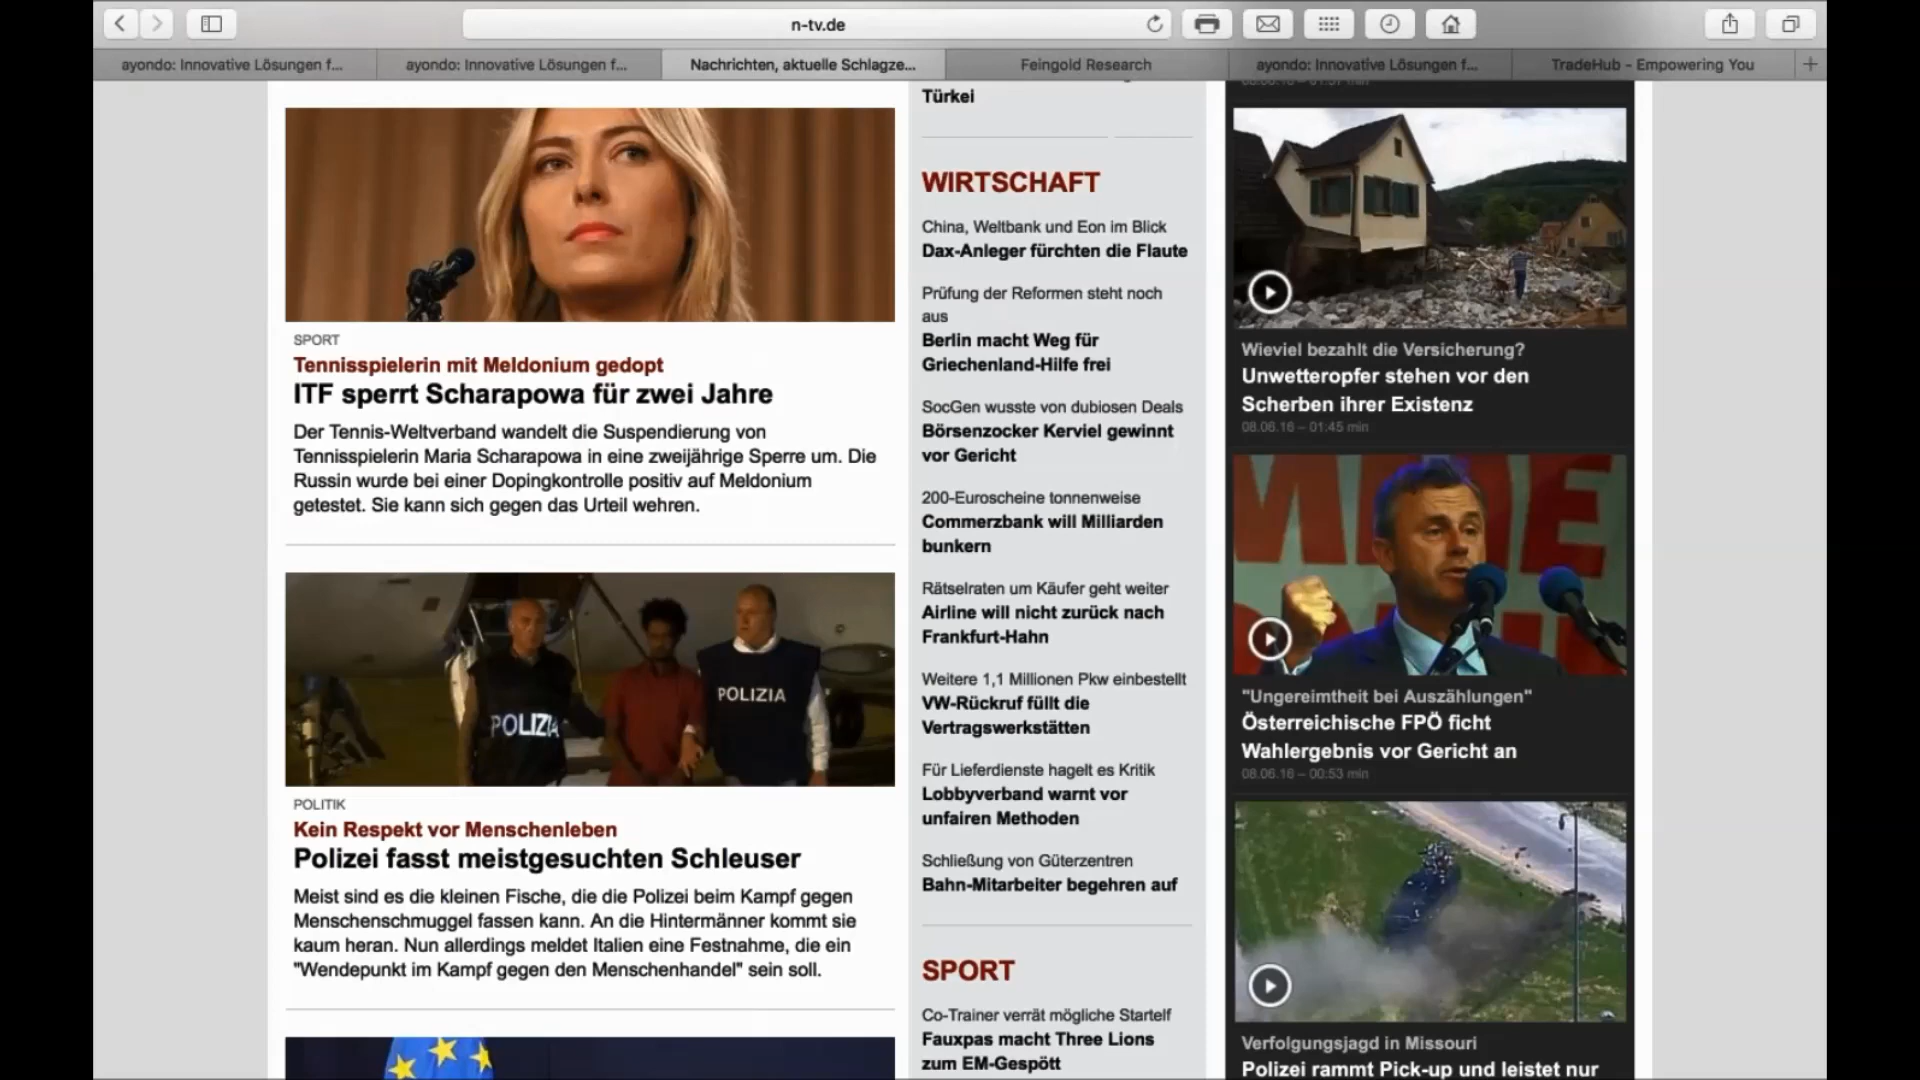 n-tv.de
ayondo: Innovative Lösungen f...
ayondo: Innovative Lösungen f...
Nachrichten, aktuelle Schlagze...
Feingold Research
ayondo: Innovative Lösungen f...
TradeHub - Empowering You
SPORT
Tennisspielerin mit Meldonium gedopt
ITF sperrt Scharapowa für zwei Jahre
Der Tennis-Weltverband wandelt die Suspendierung von
Tennisspielerin Maria Scharapowa in eine zweijährige Sperre um. Die
Russin wurde bei einer Dopingkontrolle positiv auf Meldonium
getestet. Sie kann sich gegen das Urteil wehren.
POLIZIA
POLIZIA
POLITIK
Kein Respekt vor Menschenleben
Polizei fasst meistgesuchten Schleuser
Meist sind es die kleinen Fische, die die Polizei beim Kampf gegen
Menschenschmuggel fassen kann. An die Hintermänner kommt sie
kaum heran. Nun allerdings meldet Italien eine Festnahme, die ein
"Wendepunkt im Kampf gegen den Menschenhandel" sein soll.
Türkei
WIRTSCHAFT
China, Weltbank und Eon im Blick
Dax-Anleger fürchten die Flaute
Prüfung der Reformen steht noch
aus
Berlin macht Weg für
Griechenland-Hilfe frei
SocGen wusste von dubiosen Deals
Börsenzocker Kerviel gewinnt
vor Gericht
200-Euroscheine tonnenweise
Commerzbank will Milliarden
bunkern
Rätselraten um Käufer geht weiter
Airline will nicht zurück nach
Frankfurt-Hahn
Weitere 1,1 Millionen Pkw einbestellt
VW-Rückruf füllt die
Vertragswerkstätten
Für Lieferdienste hagelt es Kritik
Lobbyverband warnt vor
unfairen Methoden
Schließung von Güterzentren
Bahn-Mitarbeiter begehren auf
SPORT
Co-Trainer verrät mögliche Startelf
Fauxpas macht Three Lions
zum EM-Gespött
Wieviel bezahlt die Versicherung?
Unwetteropfer stehen vor den
Scherben ihrer Existenz
08.06.16 – 01:45 min
"Ungereimtheit bei Auszählungen"
Österreichische FPÖ ficht
Wahlergebnis vor Gericht an
08.06.16 – 00:53 min
Verfolgungsjagd in Missouri
Polizei rammt Pick-up und leistet nur